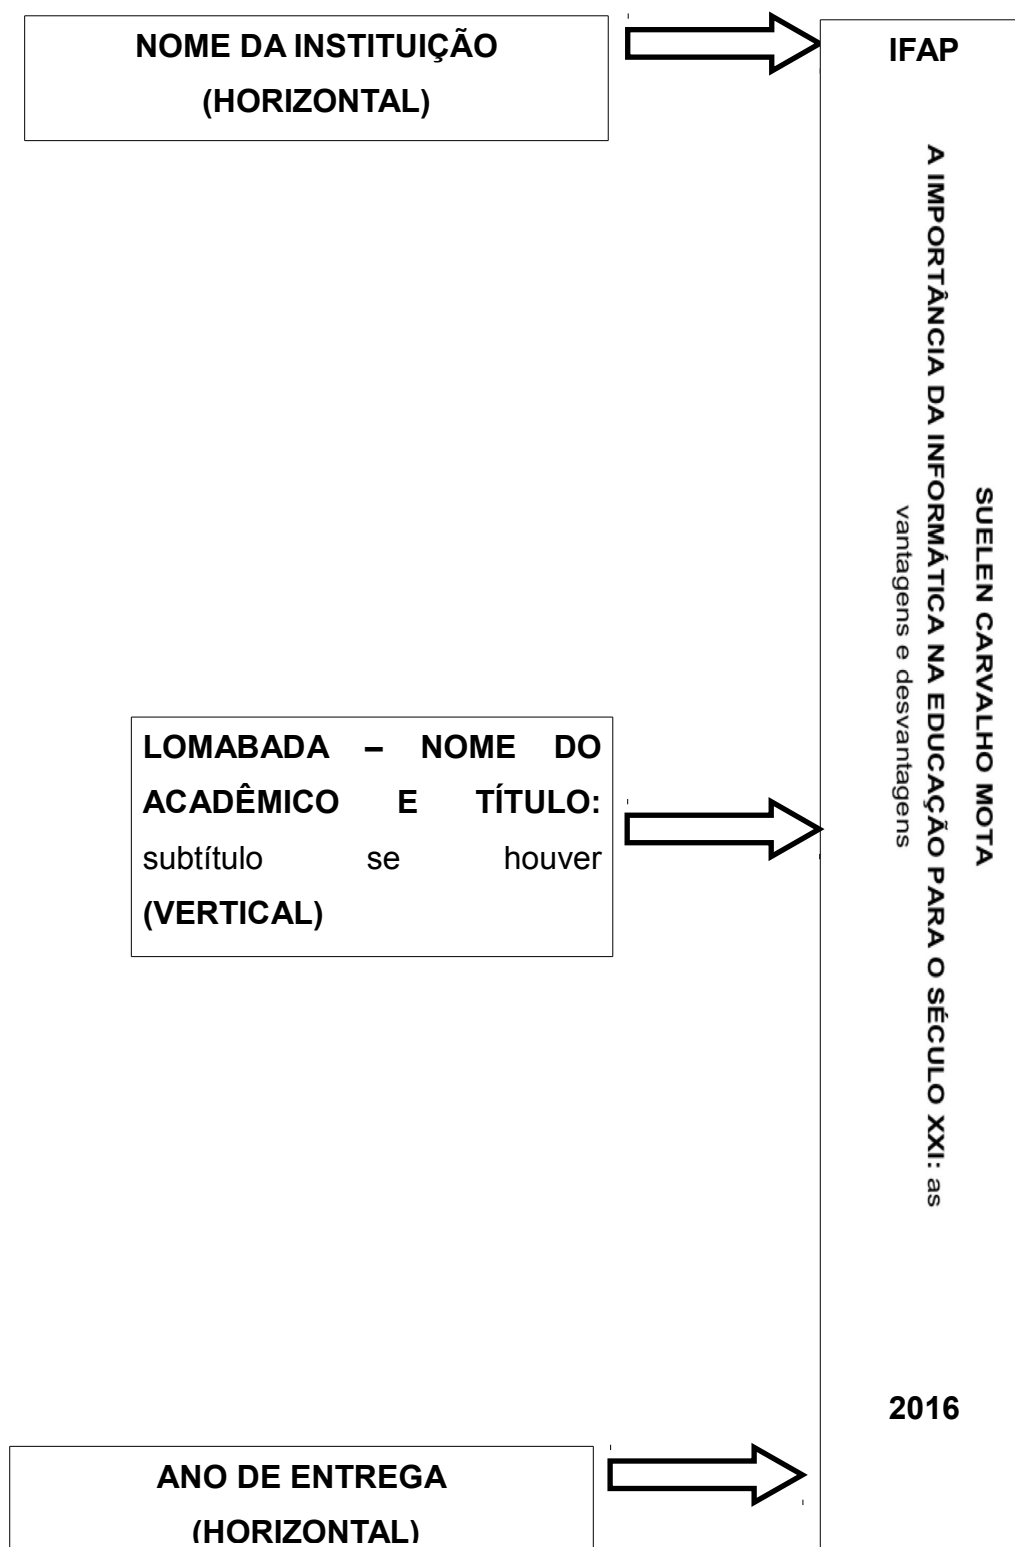 NOME DA INSTITUIÇÃO
(HORIZONTAL)
IFAP
SUELEN CARVALHO MOTA
A IMPORTÂNCIA DA INFORMÁTICA NA EDUCAÇÃO PARA O SÉCULO XXI: as
vantagens e desvantagens
LOMABADA – NOME DO
ACADÊMICO E TÍTULO:
subtítulo se houver
(VERTICAL)
2016
ANO DE ENTREGA
(HORIZONTAL)